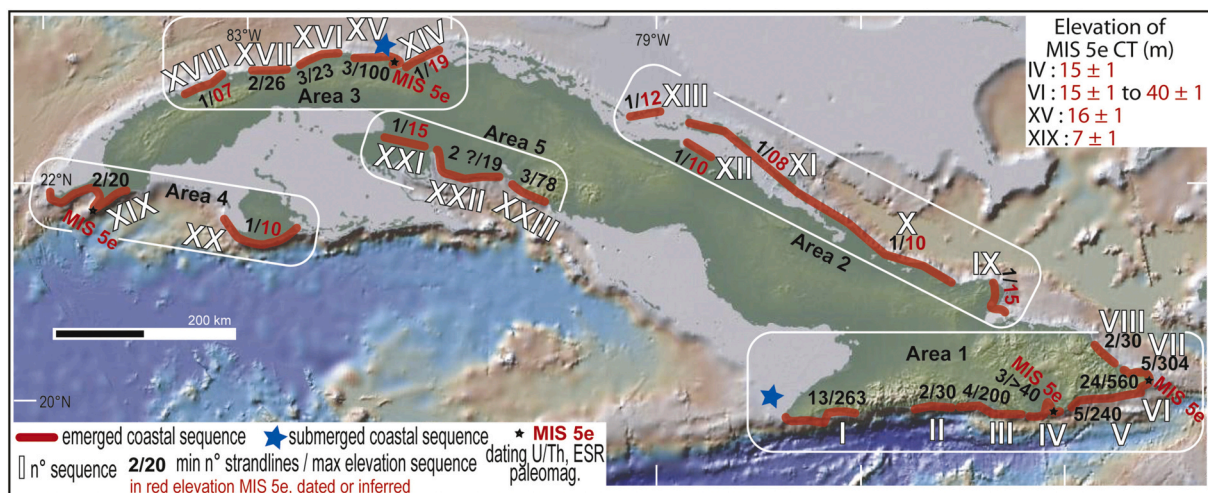 83°W
79°W
XVIII
XVII
XVI
XV
XIV
1/07
2/26
3/23
3/100
1/19
MIS 5e
Area 3
Elevation of
MIS 5e CT (m)
IV : 15 ± 1
VI : 15 ± 1 to 40 ± 1
XV : 16 ± 1
XIX : 7 ± 1
1/12
XIII
1/15
Area 5
XXI
2 ?/19
XXII
3/78
XXIII
1/10
XII
1/08
XI
22°N
2/20
Area 4
MIS 5e
XIX
XX
1/10
X
1/10
Area 2
IX
1/15
200 km
20°N
Area 1
VIII
2/30
VII
5/304
MIS 5e
3/>40
24/560
MIS 5e
13/263
2/30
4/200
5/240
I
II
III
IV
V
VI
emerged coastal sequence
submerged coastal sequence
MIS 5e
n° sequence
2/20 min n° strandlines / max elevation sequence
dating U/Th, ESR
paleomag.
in red elevation MIS 5e, dated or inferred